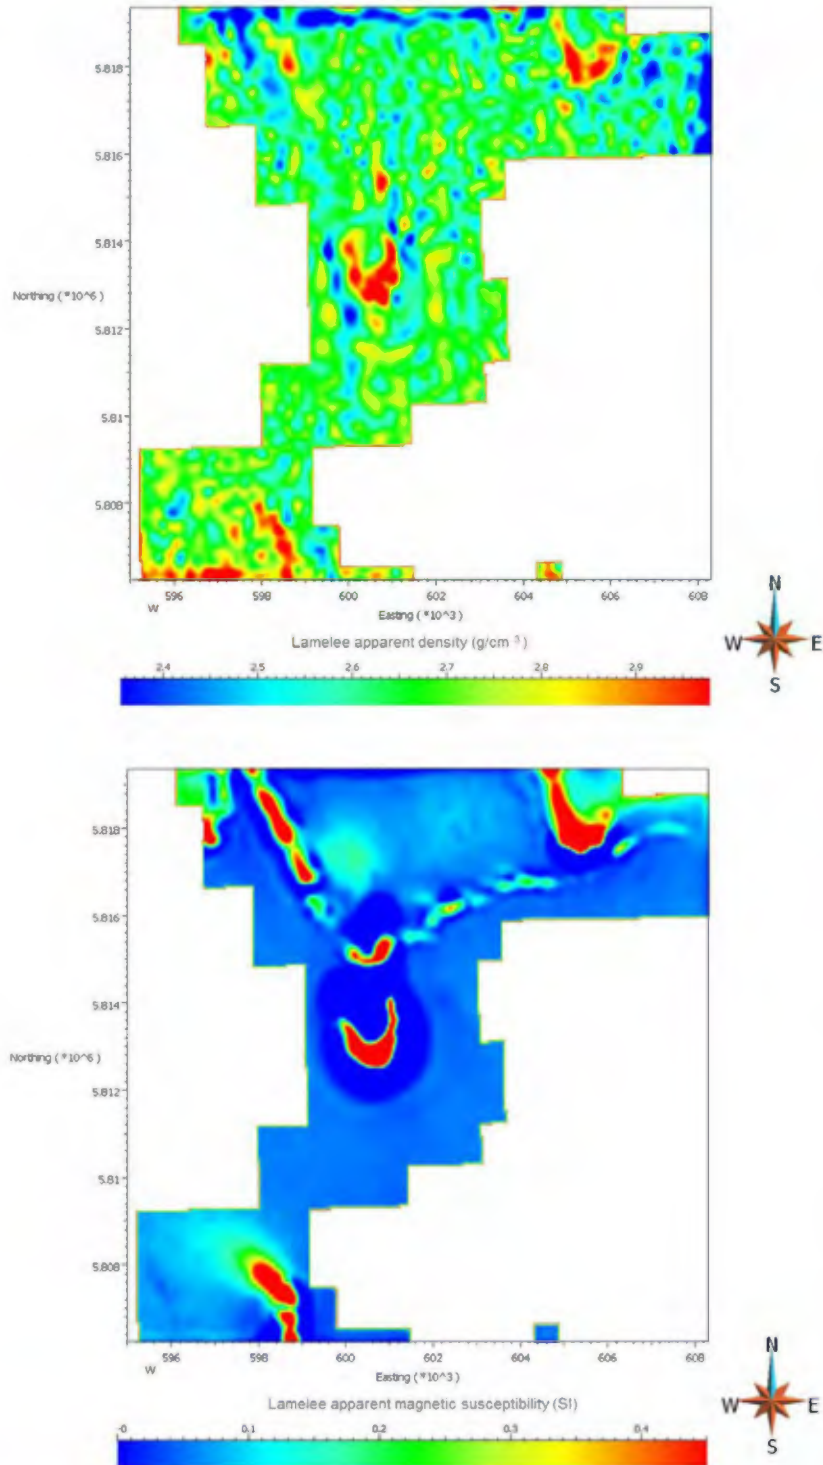 5.818
5.816
5.814
Northing (*10^6)
5.812
5.81
5.808
596 598 600 602 604 606 608
W
Easting (*10^3)
N
W E
S
Lamelee apparent density (g/cm⁻³)
2.4 2.5 2.6 2.7 2.8 2.9
5.818
5.816
5.814
Northing (*10^6)
5.812
5.81
5.808
596 598 600 602 604 606 608
W
Easting (*10^3)
N
W E
S
Lamelee apparent magnetic susceptibility (SI)
-0 0.1 0.2 0.3 0.4